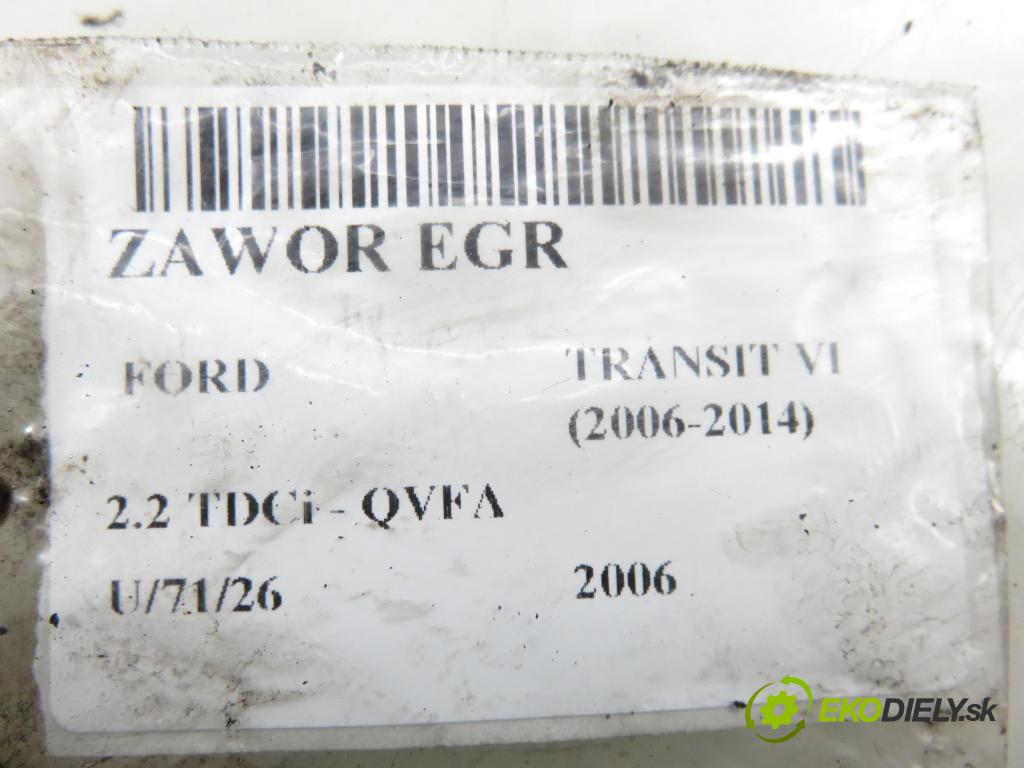 ZAWOR EGR
FORD TRANSIT VI
(2006-2014)
2.2 TDCi - QVFA
U/71/26 2006
EKODIELY.sk